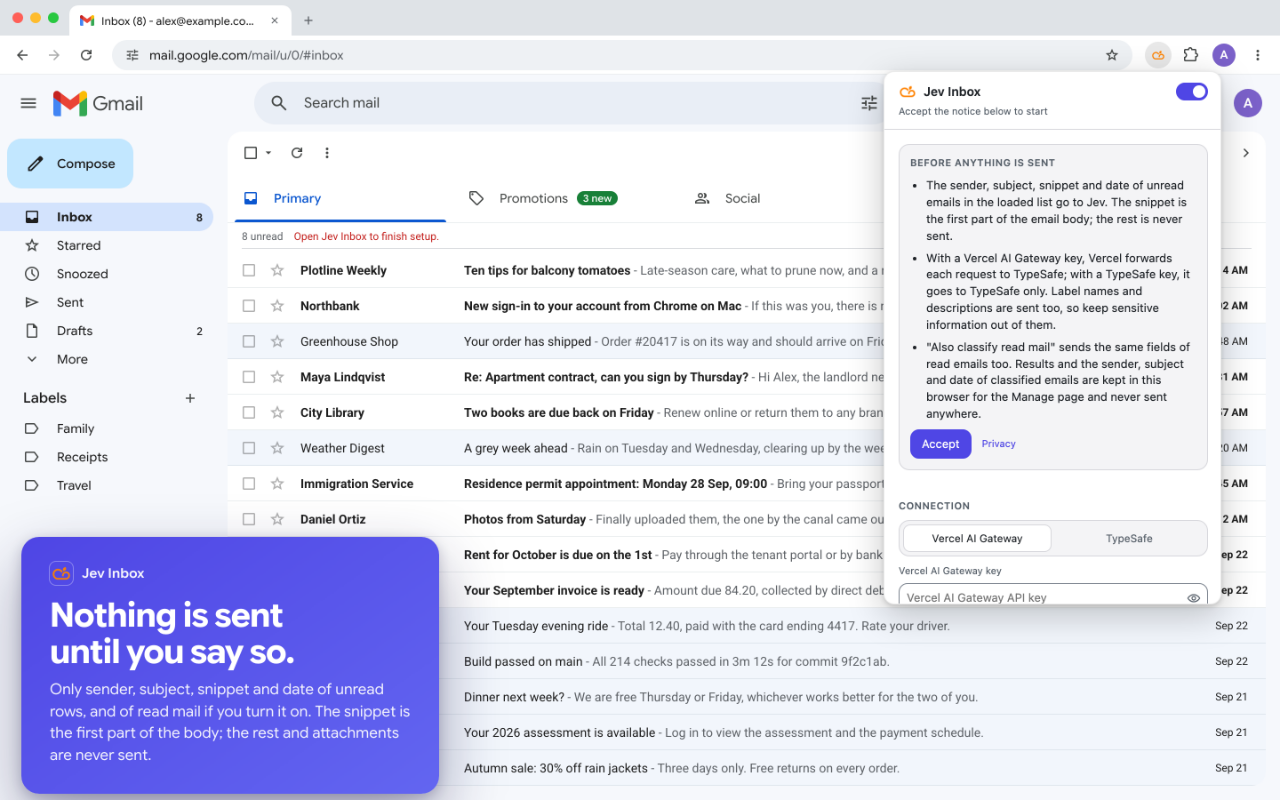 Inbox (8) - alex@example.co...
mail.google.com/mail/u/0/#inbox
A
Gmail
Search mail
A
Compose
Inbox 8
Starred
Snoozed
Sent
Drafts 2
More
Labels
Family
Receipts
Travel
Primary
Promotions 3 new
Social
8 unread Open Jev Inbox to finish setup.
Plotline Weekly Ten tips for balcony tomatoes - Late-season care, what to prune now, and a 4 AM
Northbank New sign-in to your account from Chrome on Mac - If this was you, there is AM
Greenhouse Shop Your order has shipped - Order #20417 is on its way and should arrive on AM
Maya Lindqvist Re: Apartment contract, can you sign by Thursday? - Hi Alex, the landlord AM
City Library Two books are due back on Friday - Renew online or return them to any AM
Weather Digest A grey week ahead - Rain on Tuesday and Wednesday, clearing up by the AM
Immigration Service Residence permit appointment: Monday 28 Sep, 09:00 - Bring your passport AM
Daniel Ortiz Photos from Saturday - Finally uploaded them, the one by the canal came 2 AM
Rent for October is due on the 1st - Pay through the tenant portal or by bank 22
Your September invoice is ready - Amount due 84.20, collected by direct 22
Your Tuesday evening ride - Total 12.40, paid with the card ending 4417. Rate your driver. Sep 22
Build passed on main - All 214 checks passed in 3m 12s for commit 9f2c1ab. Sep 22
Dinner next week? - We are free Thursday or Friday, whichever works better for the two of you. Sep 21
Your 2026 assessment is available - Log in to view the assessment and the payment schedule. Sep 21
Autumn sale: 30% off rain jackets - Three days only. Free returns on every order. Sep 21
Jev Inbox
Accept the notice below to start
BEFORE ANYTHING IS SENT
• The sender, subject, snippet and date of unread
emails in the loaded list go to Jev. The snippet is
the first part of the email body; the rest is never
sent.
• With a Vercel AI Gateway key, Vercel forwards
each request to TypeSafe; with a TypeSafe key, it
goes to TypeSafe only. Label names and
descriptions are sent too, so keep sensitive
information out of them.
• "Also classify read mail" sends the same fields of
read emails too. Results and the sender, subject
and date of classified emails are kept in this
browser for the Manage page and never sent
anywhere.
Accept Privacy
CONNECTION
Vercel AI Gateway TypeSafe
Vercel AI Gateway key
Vercel AI Gateway API key
Jev Inbox
Nothing is sent
until you say so.
Only sender, subject, snippet and date of unread
rows, and of read mail if you turn it on. The snippet is
the first part of the body; the rest and attachments
are never sent.